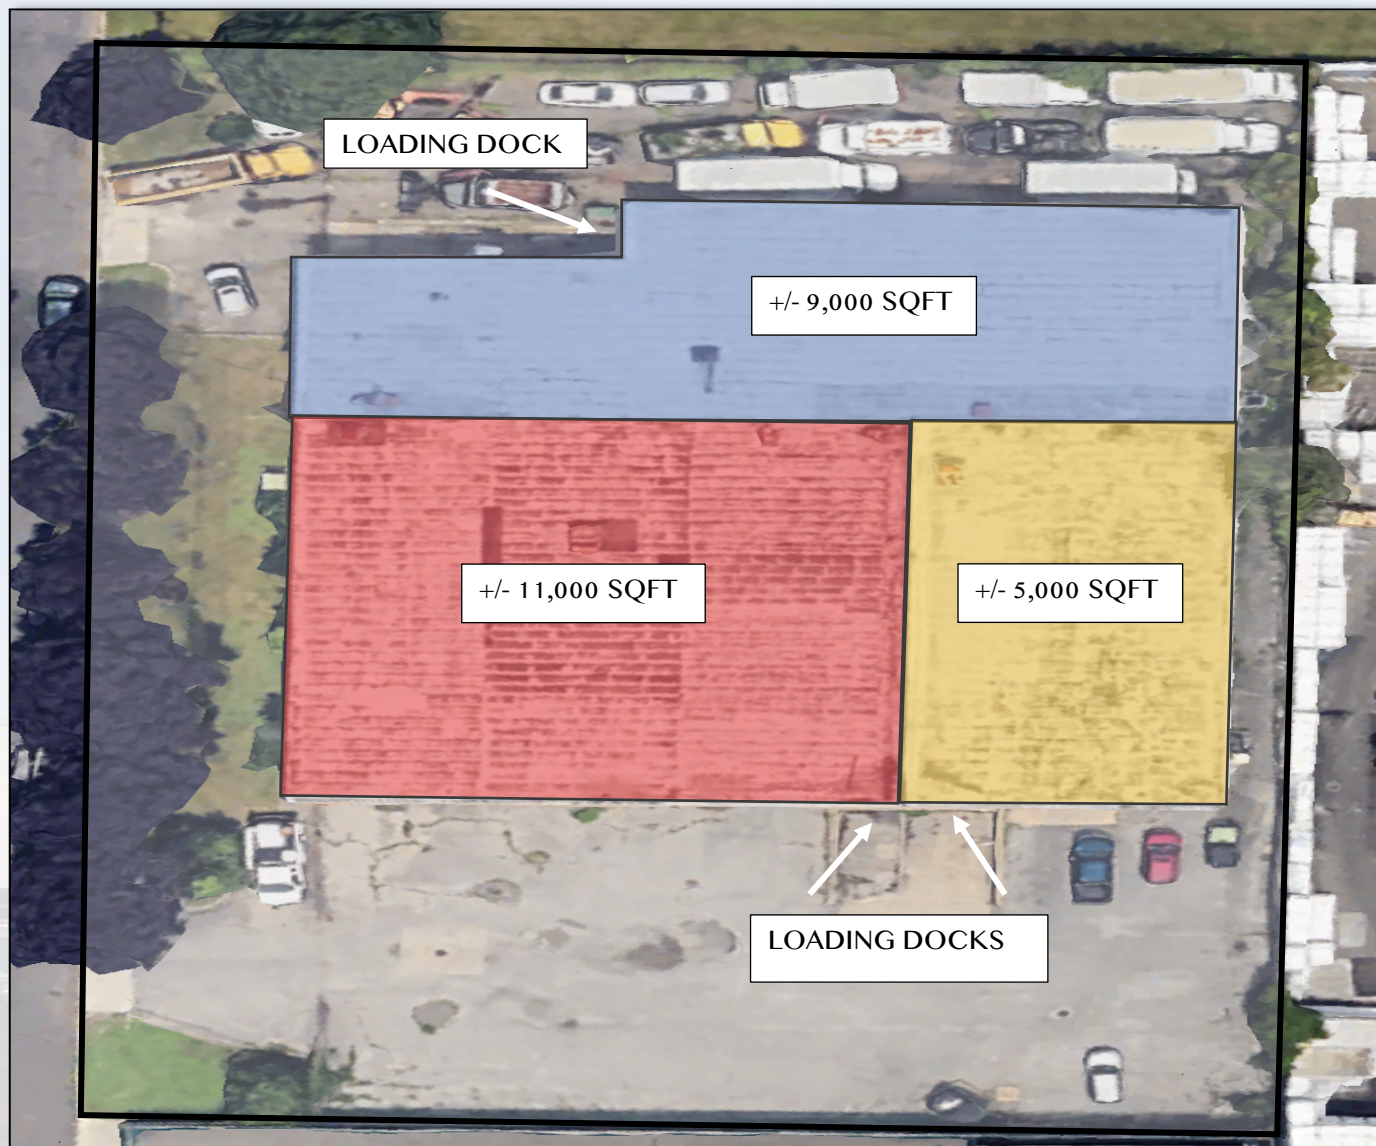 LOADING DOCK
+/- 9,000 SQFT
+/- 11,000 SQFT
+/- 5,000 SQFT
LOADING DOCKS